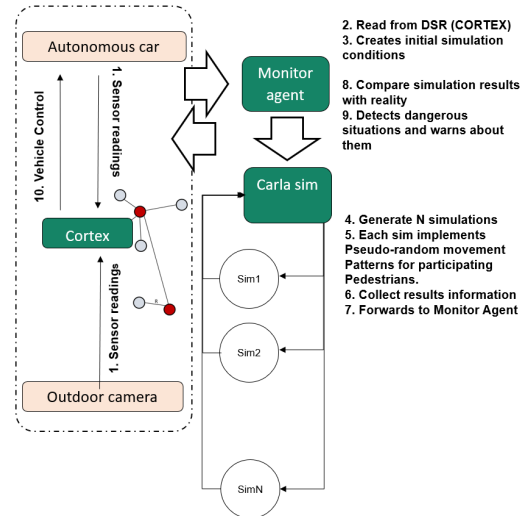 Autonomous car
10. Vehicle Control
1. Sensor readings
Cortex
8
1. Sensor readings
Outdoor camera
Monitor
agent
Carla sim
Sim1
Sim2
SimN
2. Read from DSR (CORTEX)
3. Creates initial simulation
conditions
8. Compare simulation results
with reality
9. Detects dangerous
situations and warns about
them
4. Generate N simulations
5. Each sim implements
Pseudo-random movement
Patterns for participating
Pedestrians.
6. Collect results information
7. Forwards to Monitor Agent